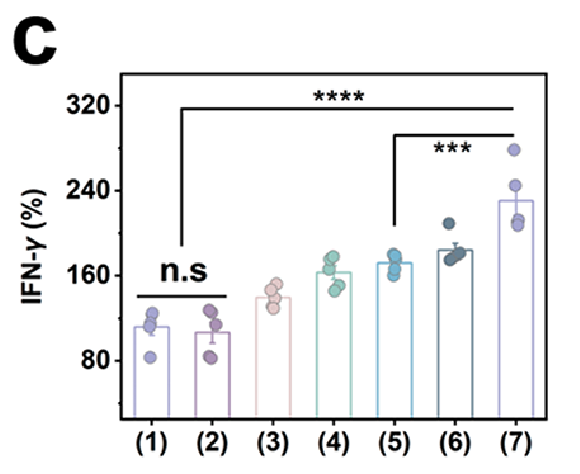 C
IFN-γ (%)
320
240
160
80
****
***
n.s
(1) (2) (3) (4) (5) (6) (7)